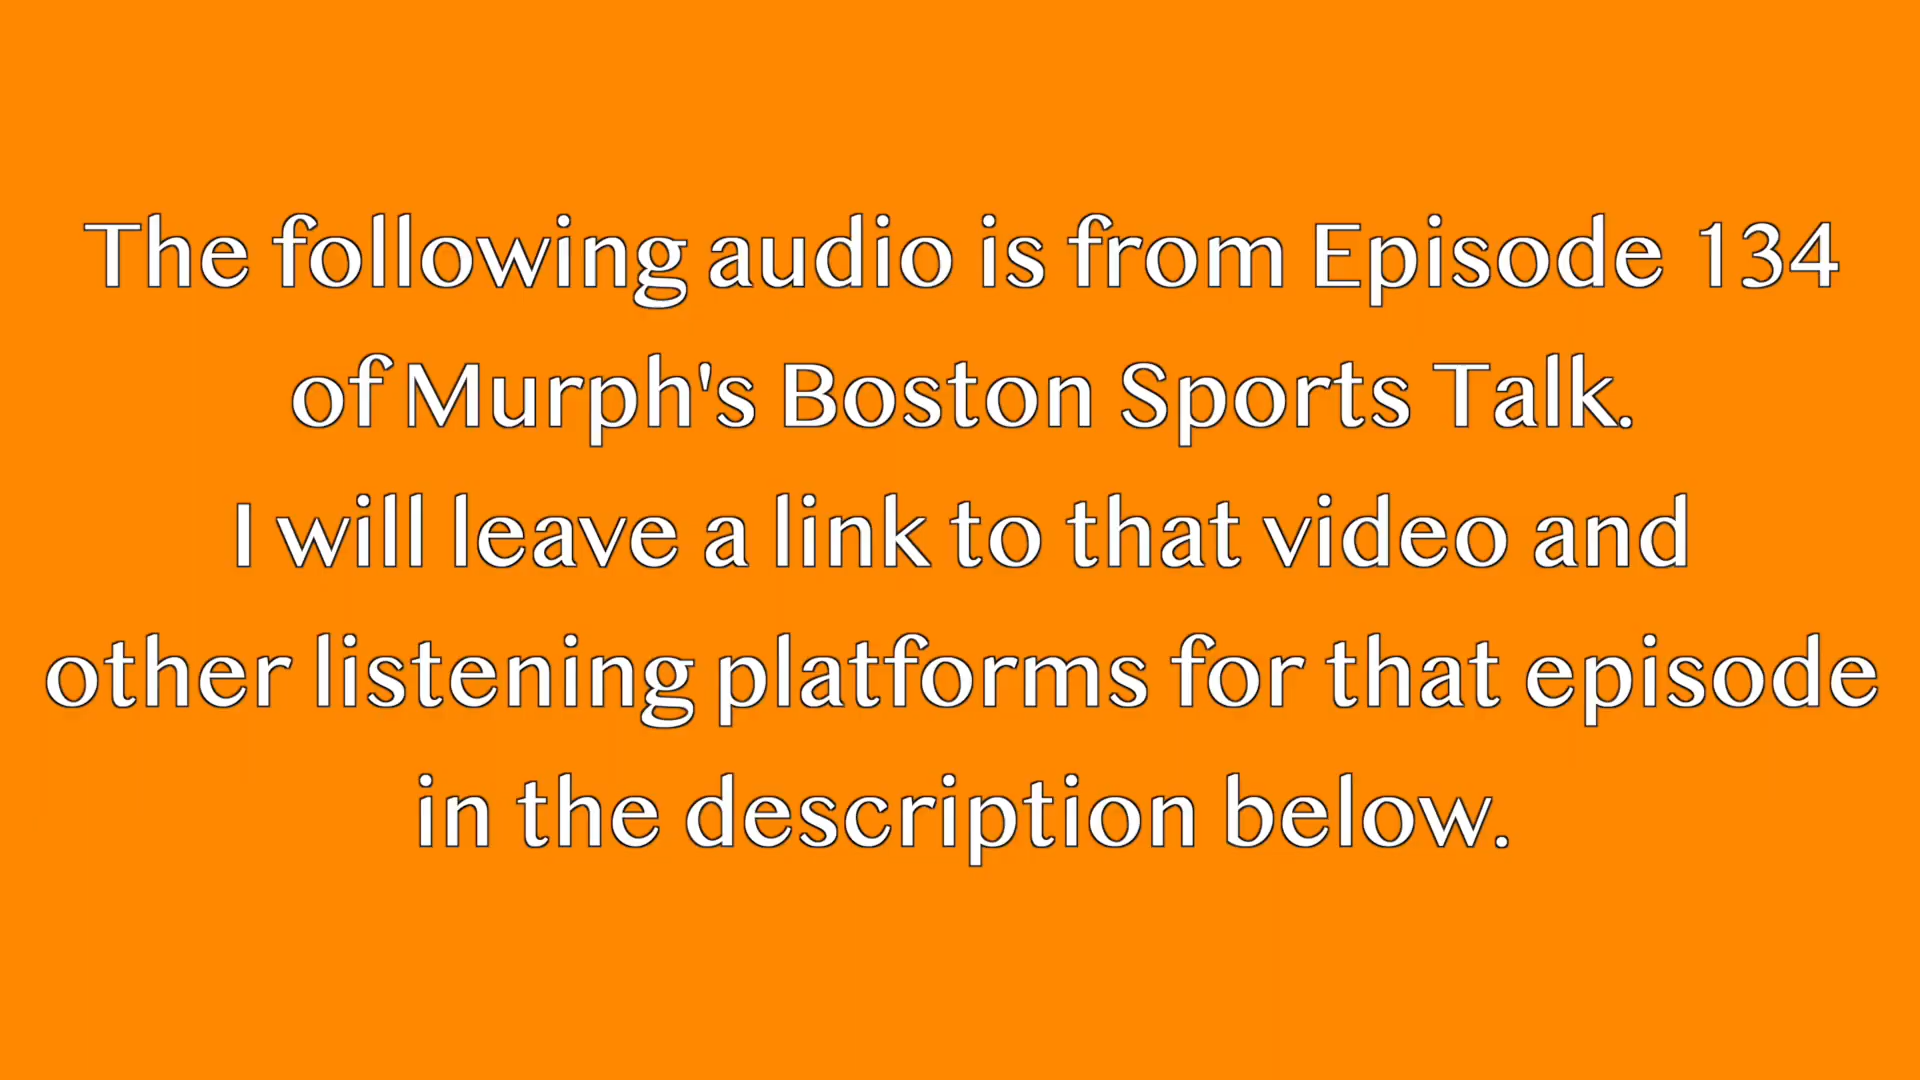 The following audio is from Episode 134
of Murph's Boston Sports Talk.
I will leave a link to that video and
other listening platforms for that episode
in the description below.